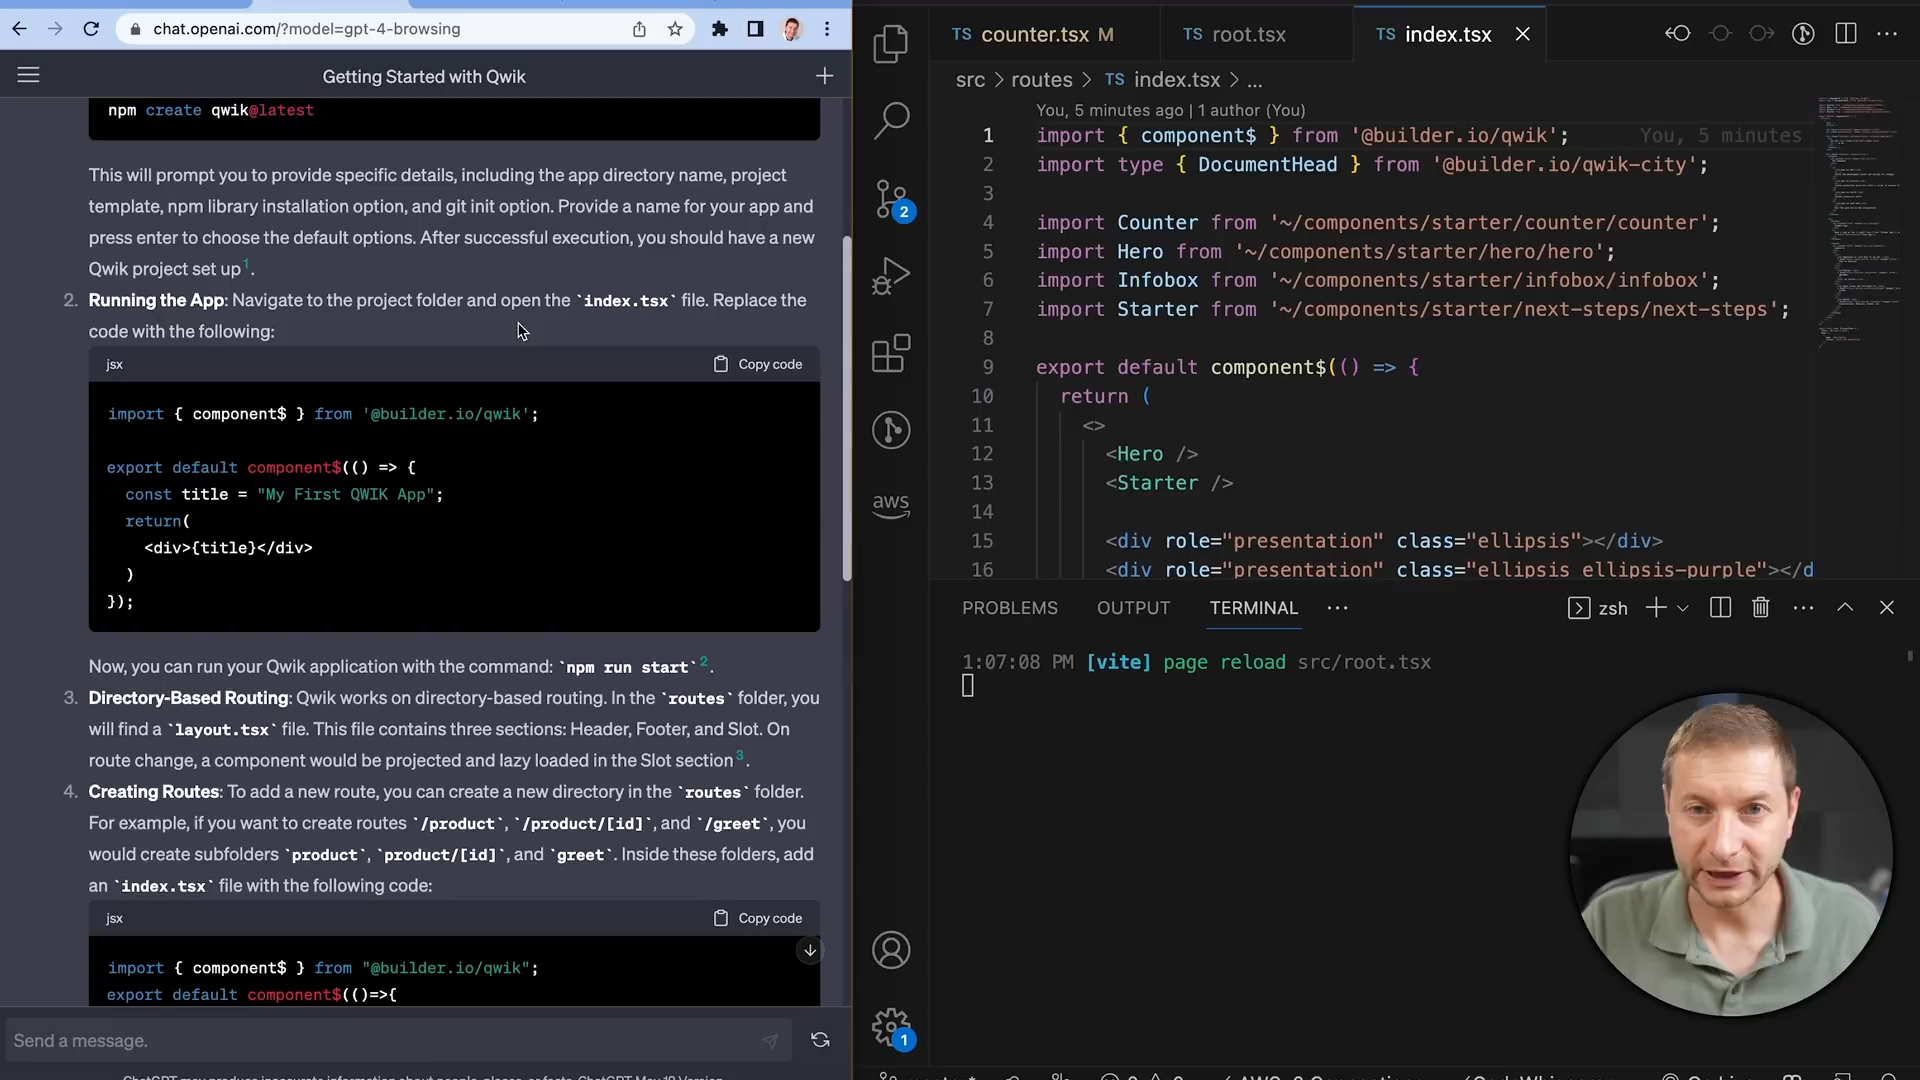 chat.openai.com/?model=gpt-4-browsing
Getting Started with Qwik
npm create qwik@latest
This will prompt you to provide specific details, including the app directory name, project
template, npm library installation option, and git init option. Provide a name for your app and
press enter to choose the default options. After successful execution, you should have a new
Qwik project set up¹.
2. Running the App: Navigate to the project folder and open the `index.tsx` file. Replace the
code with the following:
jsx
Copy code
import { component$ } from '@builder.io/qwik';
export default component$(() => {
const title = "My First QWIK App";
return(
<div>{title}</div>
)
});
Now, you can run your Qwik application with the command: `npm run start`².
3. Directory-Based Routing: Qwik works on directory-based routing. In the `routes` folder, you
will find a `layout.tsx` file. This file contains three sections: Header, Footer, and Slot. On
route change, a component would be projected and lazy loaded in the Slot section³.
4. Creating Routes: To add a new route, you can create a new directory in the `routes` folder.
For example, if you want to create routes `/product`, `/product/[id]`, and `/greet`, you
would create subfolders `product`, `product/[id]`, and `greet`. Inside these folders, add
an `index.tsx` file with the following code:
jsx
Copy code
import { component$ } from "@builder.io/qwik";
export default component$(()=>{
Send a message.
ChatGPT may produce inaccurate information about people, places, or facts. ChatGPT May 12 Version
TS counter.tsx M
TS root.tsx
TS index.tsx
src > routes > TS index.tsx > ...
You, 5 minutes ago | 1 author (You)
1 import { component$ } from '@builder.io/qwik'; You, 5 minutes
2 import type { DocumentHead } from '@builder.io/qwik-city';
3
4 import Counter from '~/components/starter/counter/counter';
5 import Hero from '~/components/starter/hero/hero';
6 import Infobox from '~/components/starter/infobox/infobox';
7 import Starter from '~/components/starter/next-steps/next-steps';
8
9 export default component$(() => {
10 return (
11 <>
12 <Hero />
13 <Starter />
14
15 <div role="presentation" class="ellipsis"></div>
16 <div role="presentation" class="ellipsis ellipsis-purple"></d
2
aws
1
PROBLEMS OUTPUT TERMINAL ...
zsh
1:07:08 PM [vite] page reload src/root.tsx